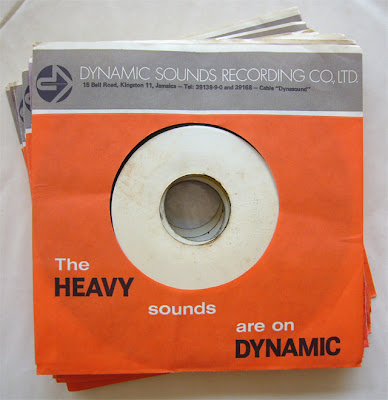 DYNAMIC SOUNDS RECORDING CO, LTD.
15 Bell Road, Kingston 11, Jamaica — Tel: 39138-9-0 and 39168 — Cable "Dynasound"
The
HEAVY
sounds
are on
DYNAMIC